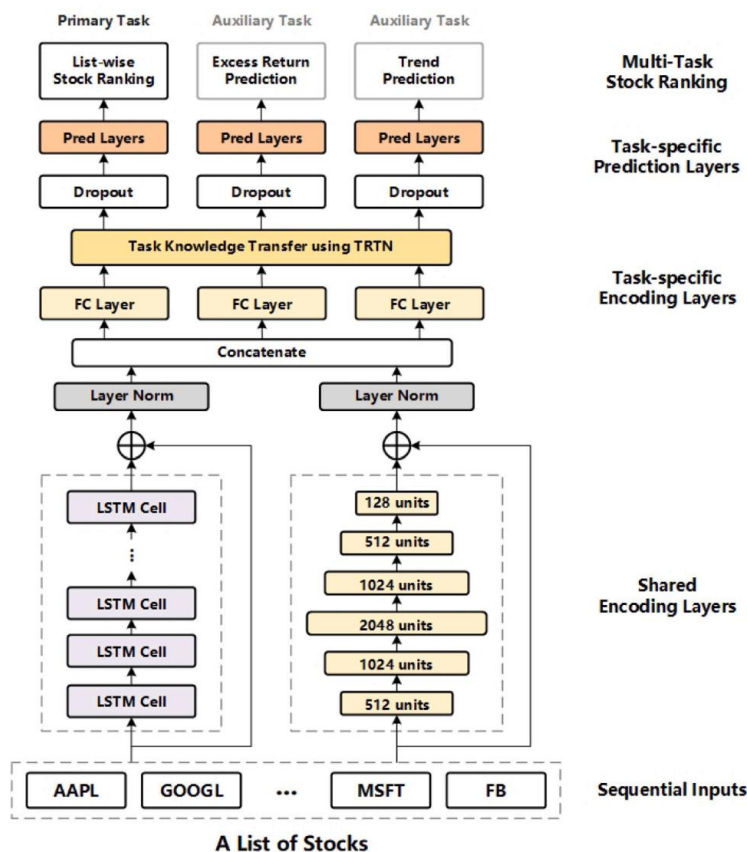 Primary Task
Auxiliary Task
Auxiliary Task
List-wise
Stock Ranking
Excess Return
Prediction
Trend
Prediction
Multi-Task
Stock Ranking
Pred Layers
Pred Layers
Pred Layers
Task-specific
Prediction Layers
Dropout
Dropout
Dropout
Task Knowledge Transfer using TRTN
Task-specific
Encoding Layers
FC Layer
FC Layer
FC Layer
Concatenate
Layer Norm
Layer Norm
LSTM Cell
...
LSTM Cell
LSTM Cell
LSTM Cell
128 units
512 units
1024 units
2048 units
1024 units
512 units
Shared
Encoding Layers
AAPL
GOOGL
...
MSFT
FB
Sequential Inputs
A List of Stocks